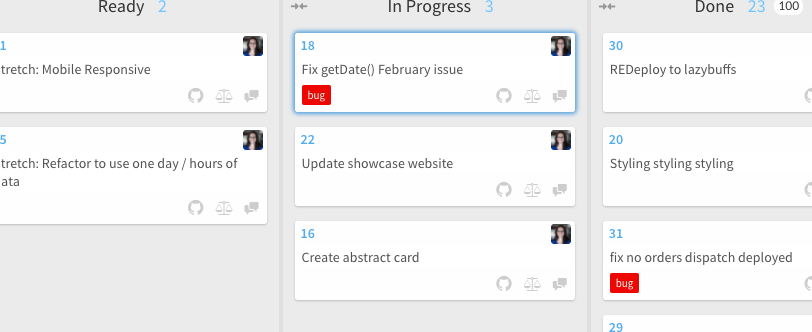 Ready 2
1
tretch: Mobile Responsive
5
tretch: Refactor to use one day / hours of
ata
In Progress 3
18
Fix getDate() February issue
bug
22
Update showcase website
16
Create abstract card
Done 23 100
30
REDeploy to lazybuffs
20
Styling styling styling
31
fix no orders dispatch deployed
bug
29